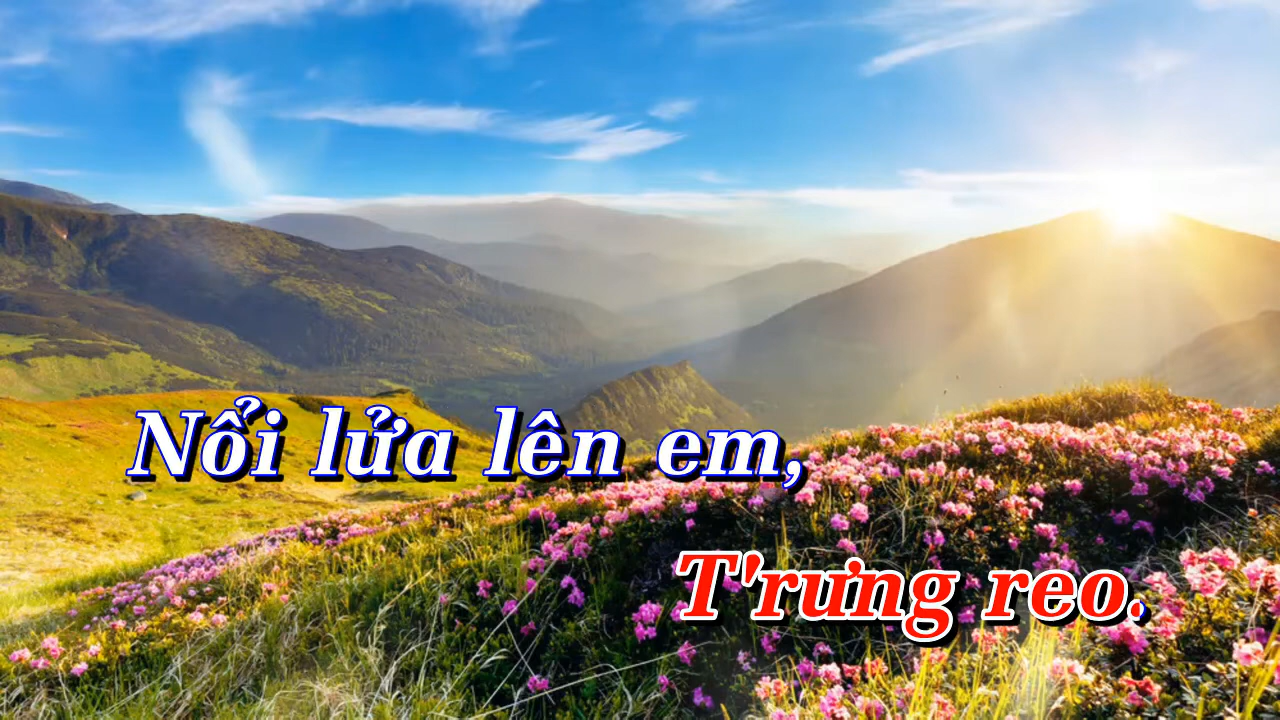 Nổi lửa lên em,
T'rưng reo.